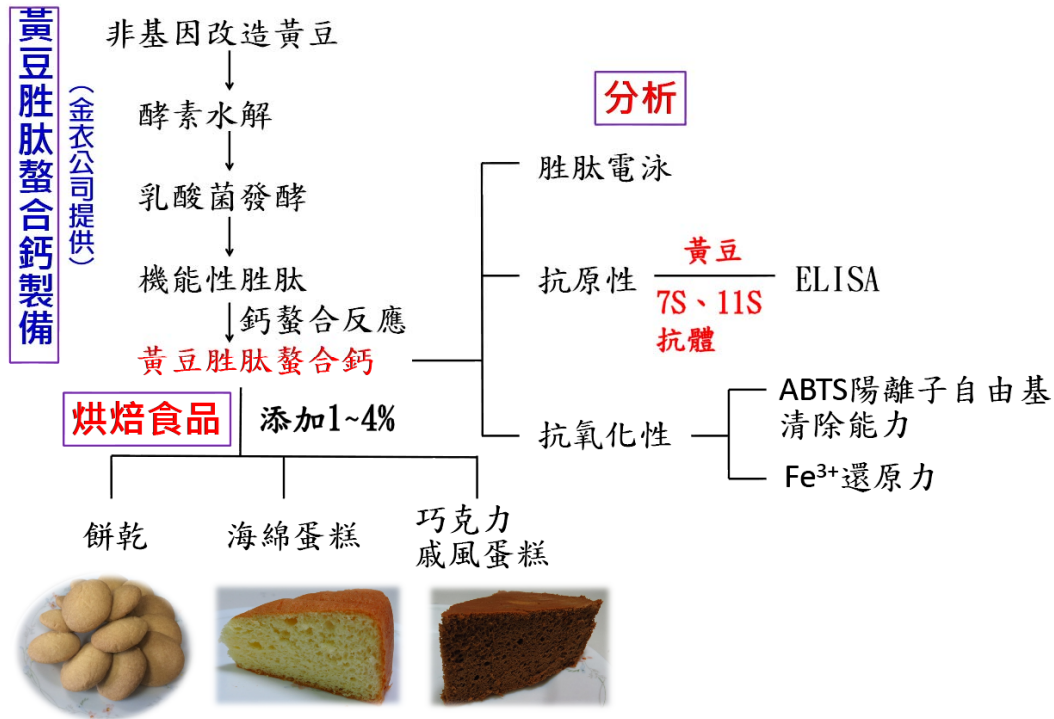 黃豆胜肽螯合鈣製備
（金衣公司提供）
非基因改造黃豆
酵素水解
乳酸菌發酵
機能性胜肽
鈣螯合反應
黃豆胜肽螯合鈣
分析
胜肽電泳
抗原性
黃豆
7S、11S
抗體
ELISA
抗氧化性
ABTS陽離子自由基
清除能力
Fe³⁺還原力
烘焙食品
添加1~4%
餅乾
海綿蛋糕
巧克力
戚風蛋糕